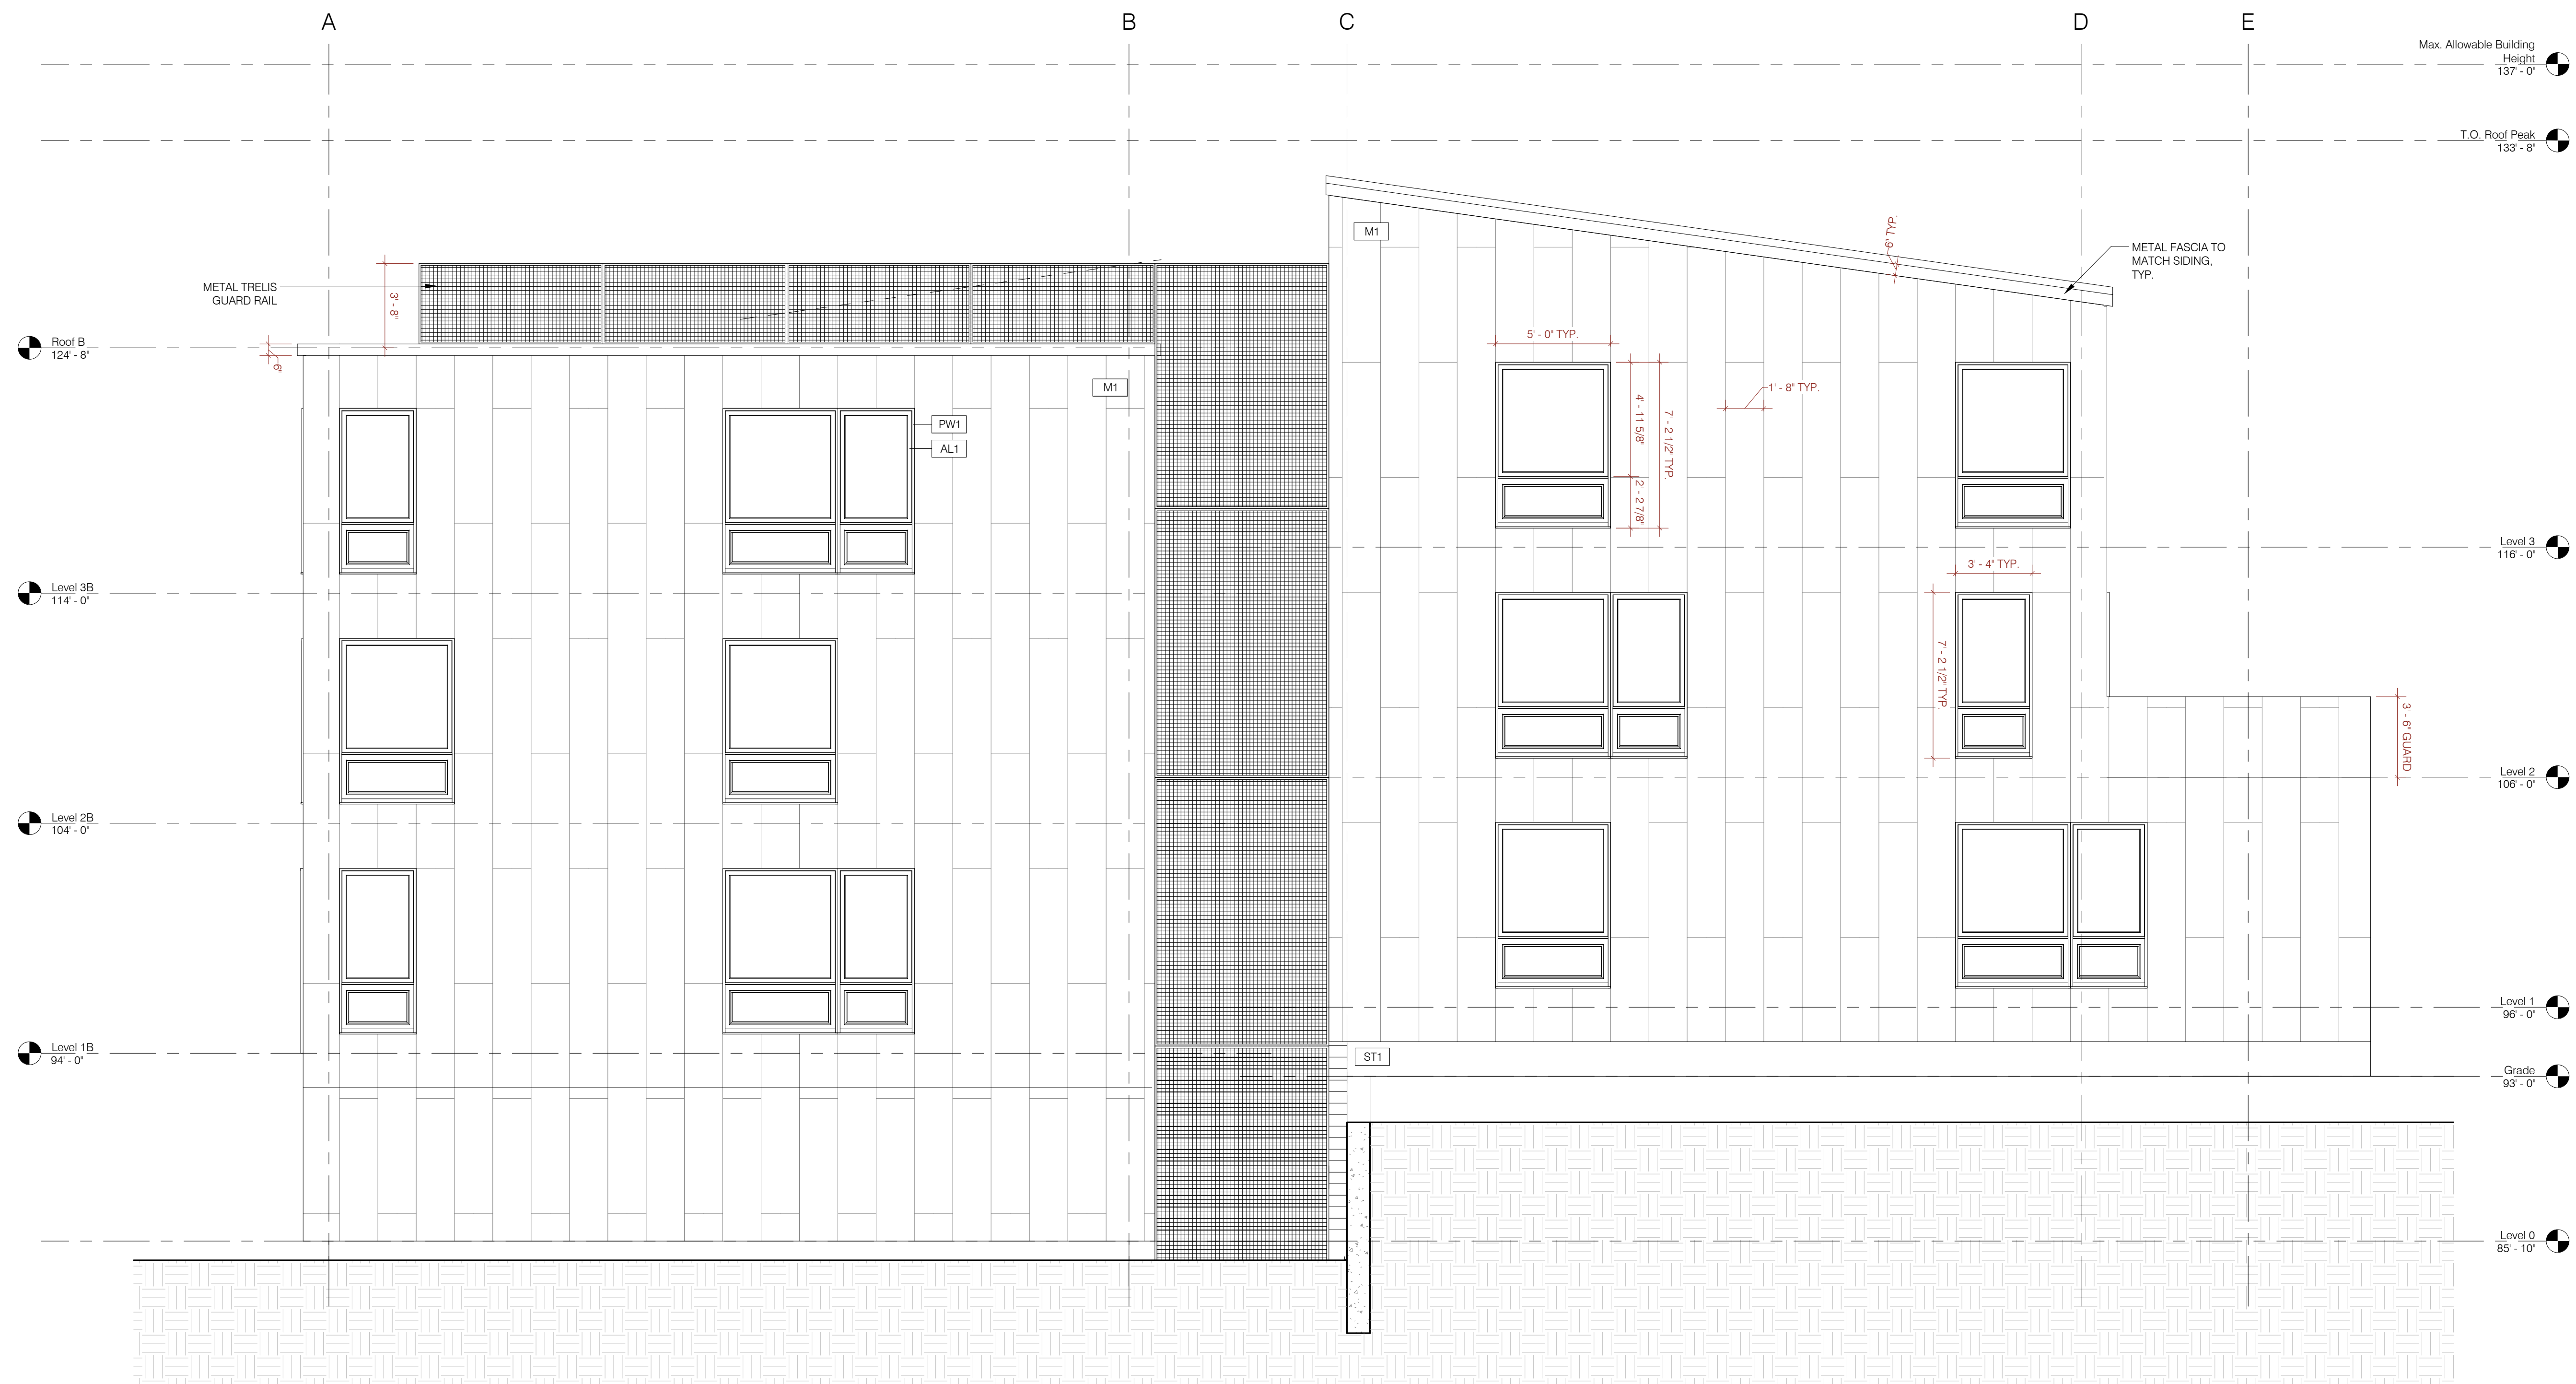 A
B
C
D
E
Max. Allowable Building
Height
137' - 0"
T.O. Roof Peak
133' - 8"
M1
6" TYP.
METAL FASCIA TO
MATCH SIDING,
TYP.
METAL TRELIS
GUARD RAIL
3' - 8"
Roof B
124' - 8"
6"
5' - 0" TYP.
M1
1' - 8" TYP.
4' - 11 5/8"
7' - 2 1/2" TYP.
2' - 2 7/8"
PW1
AL1
Level 3
116' - 0"
3' - 4" TYP.
Level 3B
114' - 0"
7' - 2 1/2" TYP.
3' - 6" GUARD
Level 2
106' - 0"
Level 2B
104' - 0"
Level 1
96' - 0"
Level 1B
94' - 0"
ST1
Grade
93' - 0"
Level 0
85' - 10"